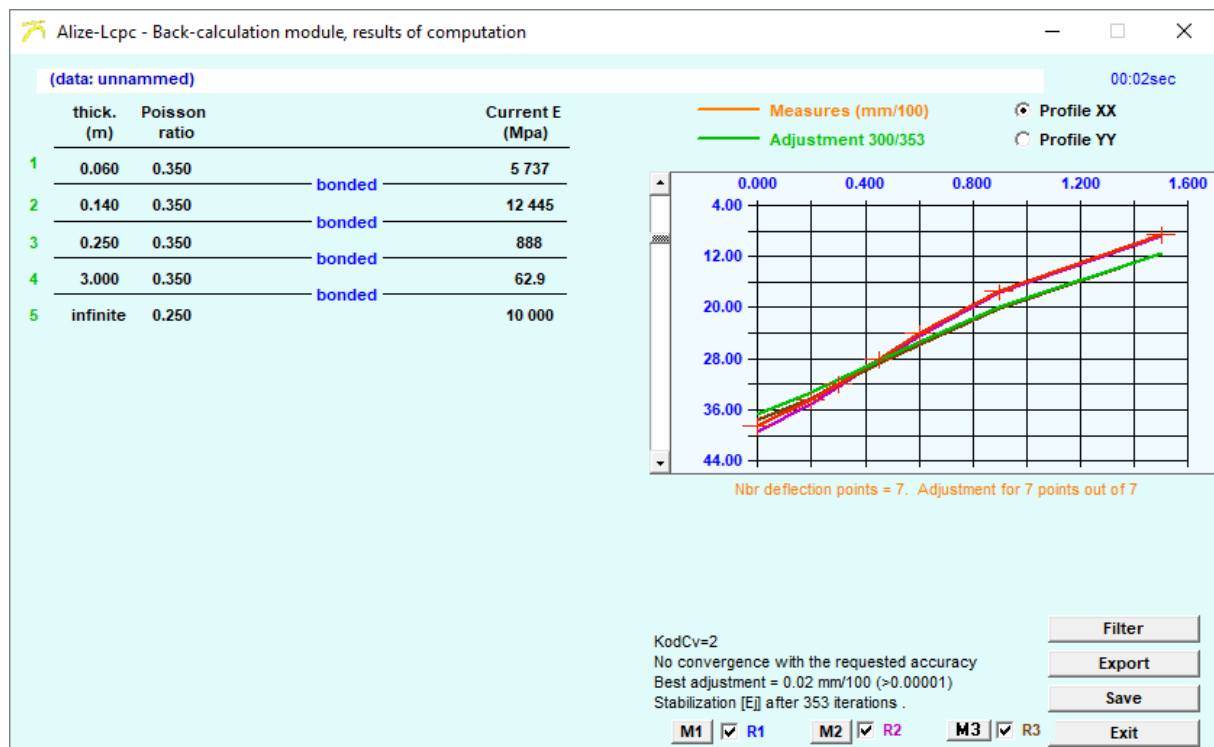 Alize-Lcpc - Back-calculation module, results of computation
(data: unnammed)
00:02sec
thick. Poisson Current E
(m) ratio (Mpa)
1 0.060 0.350 5 737
bonded
2 0.140 0.350 12 445
bonded
3 0.250 0.350 888
bonded
4 3.000 0.350 62.9
bonded
5 infinite 0.250 10 000
Measures (mm/100)
Profile XX
Adjustment 300/353
Profile YY
0.000 0.400 0.800 1.200 1.600
4.00
12.00
20.00
28.00
36.00
44.00
Nbr deflection points = 7. Adjustment for 7 points out of 7
KodCv=2
No convergence with the requested accuracy
Best adjustment = 0.02 mm/100 (>0.00001)
Stabilization [Ej] after 353 iterations .
M1 R1 M2 R2 M3 R3
Filter
Export
Save
Exit